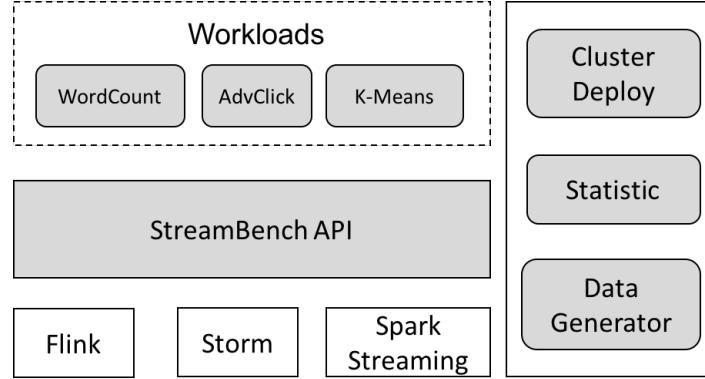 Workloads
WordCount
AdvClick
K-Means
StreamBench API
Flink
Storm
Spark
Streaming
Cluster
Deploy
Statistic
Data
Generator